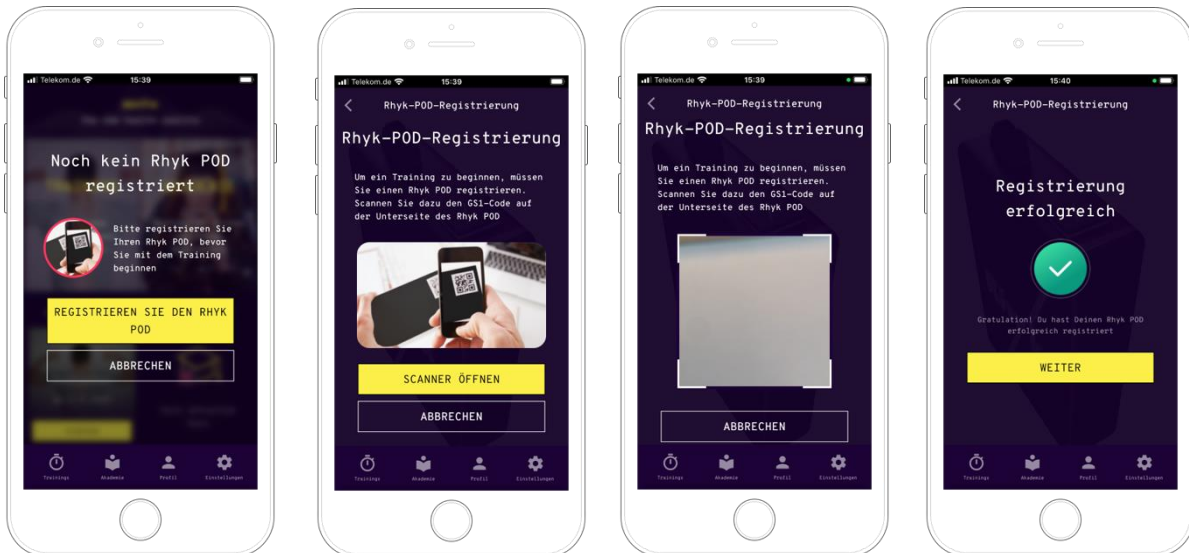 Telekom.de
15:39
Noch kein Rhyk POD
registriert
Bitte registrieren Sie
Ihren Rhyk POD, bevor
Sie mit dem Training
beginnen
REGISTRIEREN SIE DEN RHYK
POD
ABBRECHEN
Trainings Akademie Profil Einstellungen
Telekom.de
15:39
Rhyk-POD-Registrierung
Rhyk-POD-Registrierung
Um ein Training zu beginnen, müssen
Sie einen Rhyk POD registrieren.
Scannen Sie dazu den GS1-Code auf
der Unterseite des Rhyk POD
SCANNER ÖFFNEN
ABBRECHEN
Trainings Akademie Profil Einstellungen
Telekom.de
15:39
Rhyk-POD-Registrierung
Rhyk-POD-Registrierung
Um ein Training zu beginnen, müssen
Sie einen Rhyk POD registrieren.
Scannen Sie dazu den GS1-Code auf
der Unterseite des Rhyk POD
ABBRECHEN
Trainings Akademie Profil Einstellungen
Telekom.de
15:40
Rhyk-POD-Registrierung
Registrierung
erfolgreich
Gratulation! Du hast Deinen Rhyk POD
erfolgreich registriert
WEITER
Trainings Akademie Profil Einstellungen